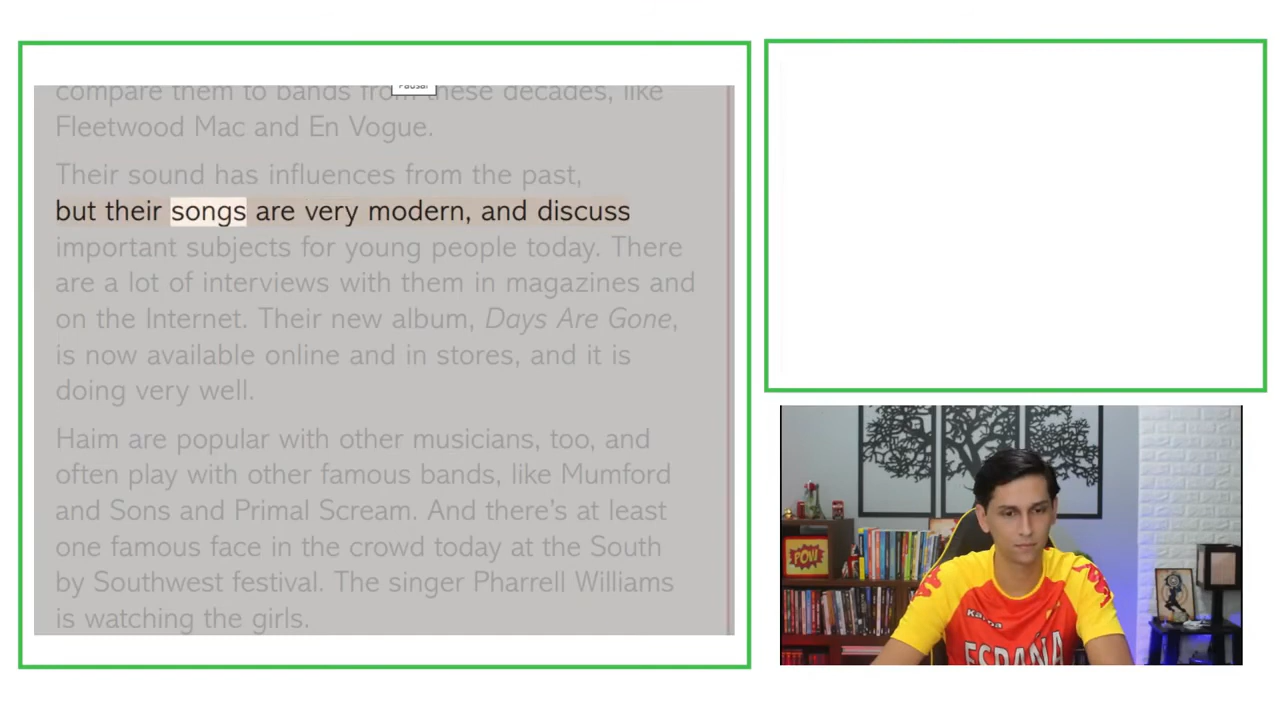 Pausar
compare them to bands from these decades, like
Fleetwood Mac and En Vogue.
Their sound has influences from the past,
but their songs are very modern, and discuss
important subjects for young people today. There
are a lot of interviews with them in magazines and
on the Internet. Their new album, Days Are Gone,
is now available online and in stores, and it is
doing very well.
Haim are popular with other musicians, too, and
often play with other famous bands, like Mumford
and Sons and Primal Scream. And there's at least
one famous face in the crowd today at the South
by Southwest festival. The singer Pharrell Williams
is watching the girls.
POW
ESPAÑA